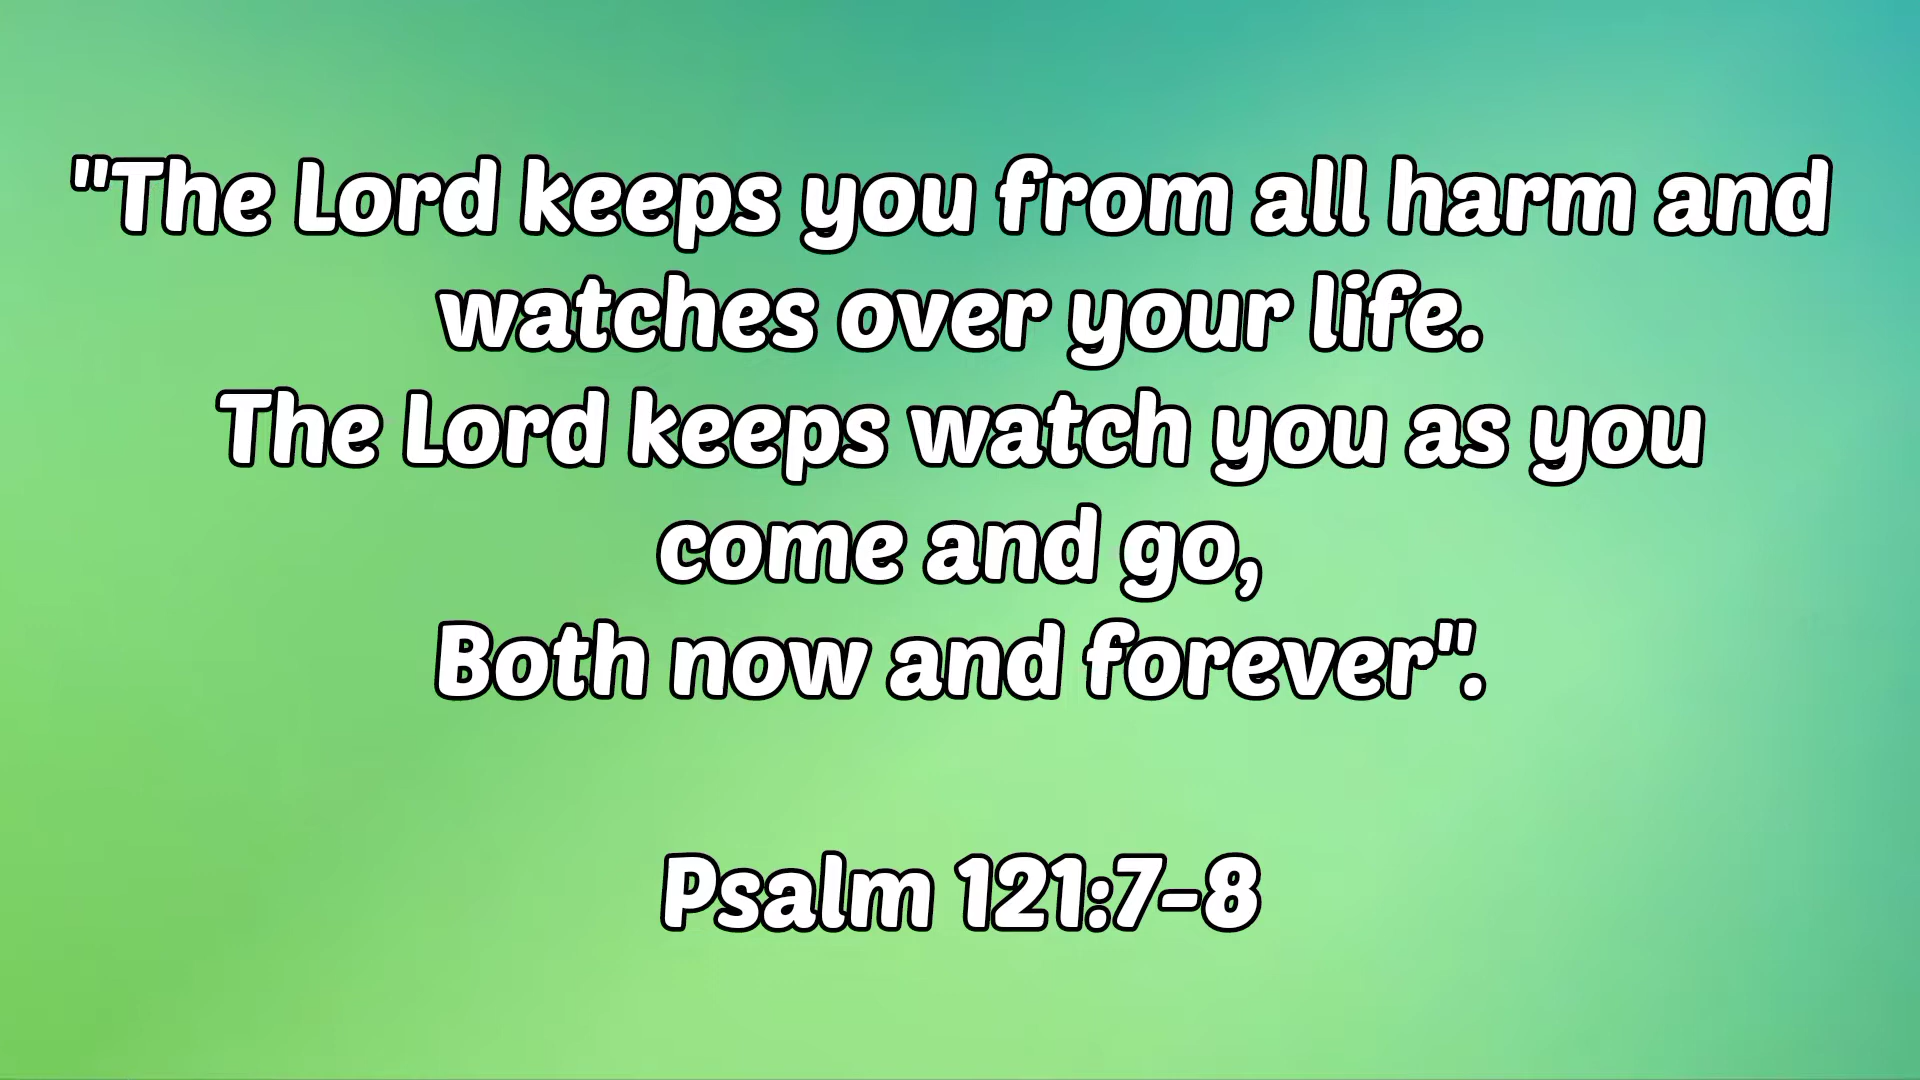 "The Lord keeps you from all harm and
watches over your life.
The Lord keeps watch you as you
come and go,
Both now and forever".
Psalm 121:7-8